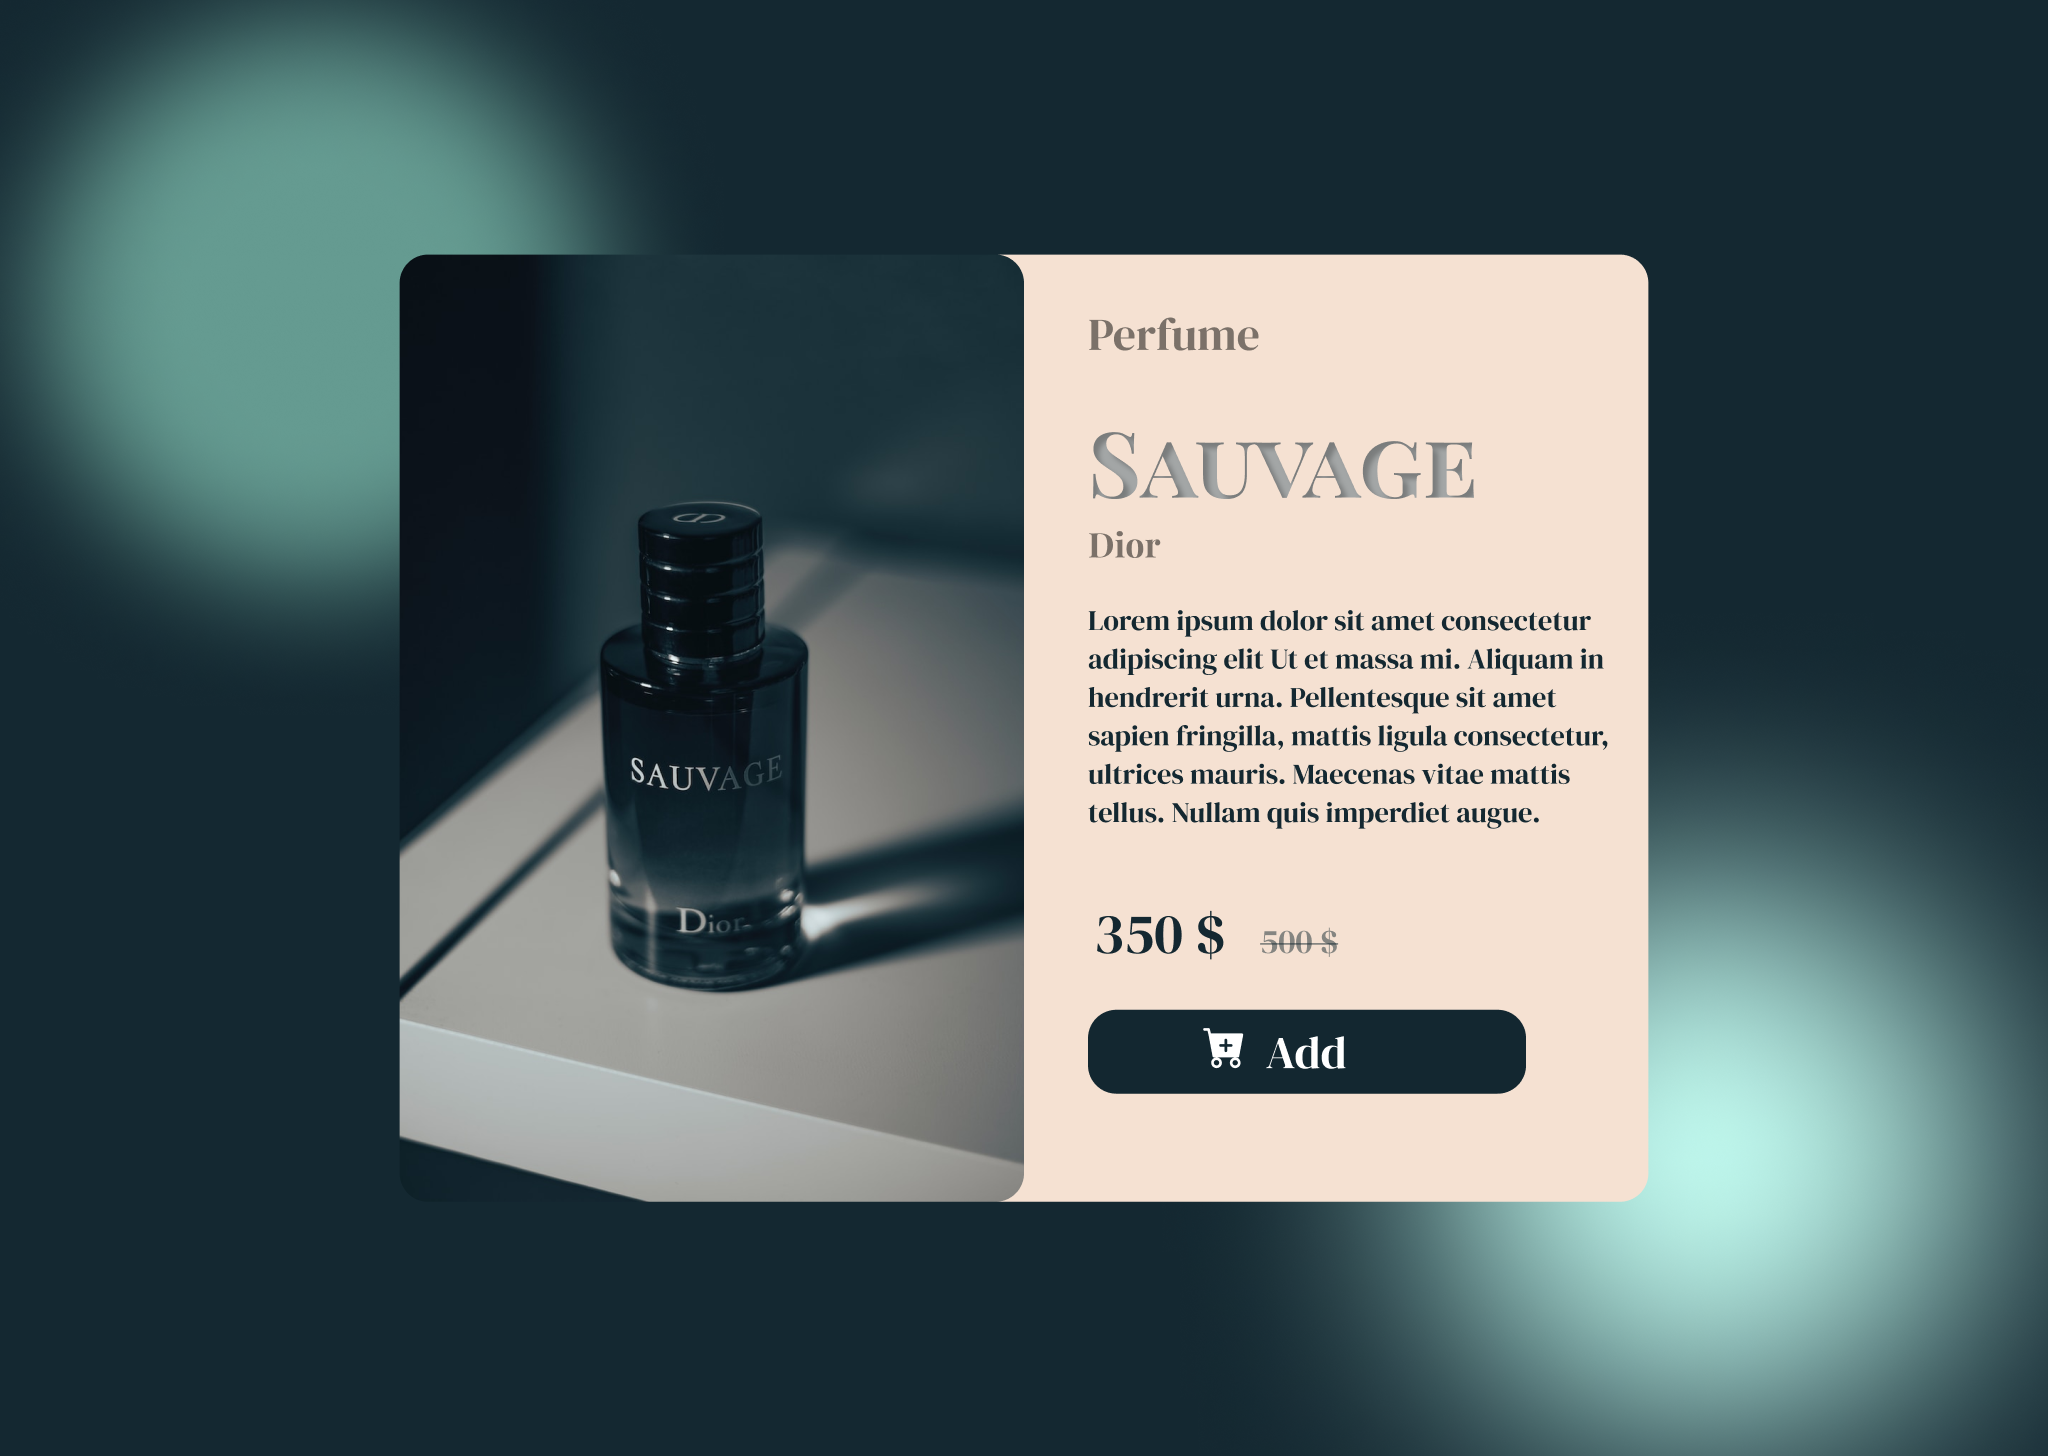 Perfume
SAUVAGE
Dior
Lorem ipsum dolor sit amet consectetur
adipiscing elit Ut et massa mi. Aliquam in
hendrerit urna. Pellentesque sit amet
sapien fringilla, mattis ligula consectetur,
ultrices mauris. Maecenas vitae mattis
tellus. Nullam quis imperdiet augue.
350 $ 500 $
Add
SAUVAGE
Dior